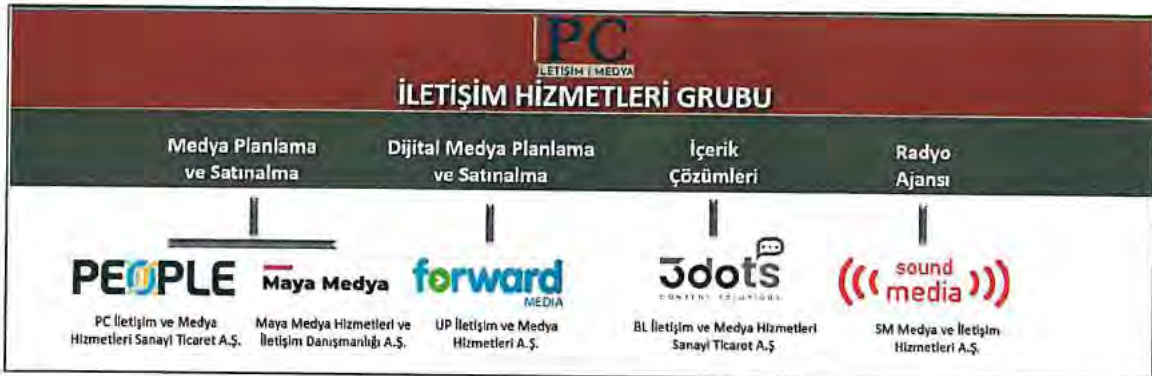 PC
İLETİŞİM I MEDYA
İLETİŞİM HİZMETLERİ GRUBU
Medya Planlama
ve Satınalma
Dijital Medya Planlama
ve Satınalma
İçerik
Çözümleri
Radyo
Ajansı
PEOPLE
PC İletişim ve Medya
Hizmetleri Sanayi Ticaret A.Ş.
Maya Medya
Maya Medya Hizmetleri ve
İletişim Danışmanlığı A.Ş.
forward
MEDIA
UP İletişim ve Medya
Hizmetleri A.Ş.
3dots
CONTENT SOLUTIONS
BL İletişim ve Medya Hizmetleri
Sanayi Ticaret A.Ş
sound
media
SM Medya ve İletişim
Hizmetleri A.Ş.